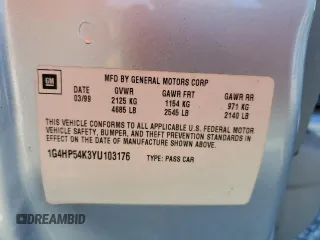 GM
MFD BY GENERAL MOTORS CORP
DATE GVWR GAWR FRT GAWR RR
03/99 2125 KG 1154 KG 971 KG
4685 LB 2545 LB 2140 LB
THIS VEHICLE CONFORMS TO ALL APPLICABLE U.S. FEDERAL MOTOR
VEHICLE SAFETY, BUMPER, AND THEFT PREVENTION STANDARDS IN
EFFECT ON THE DATE OF MANUFACTURE SHOWN ABOVE.
1G4HP54K3YU103176 TYPE: PASS CAR
DREAMBID